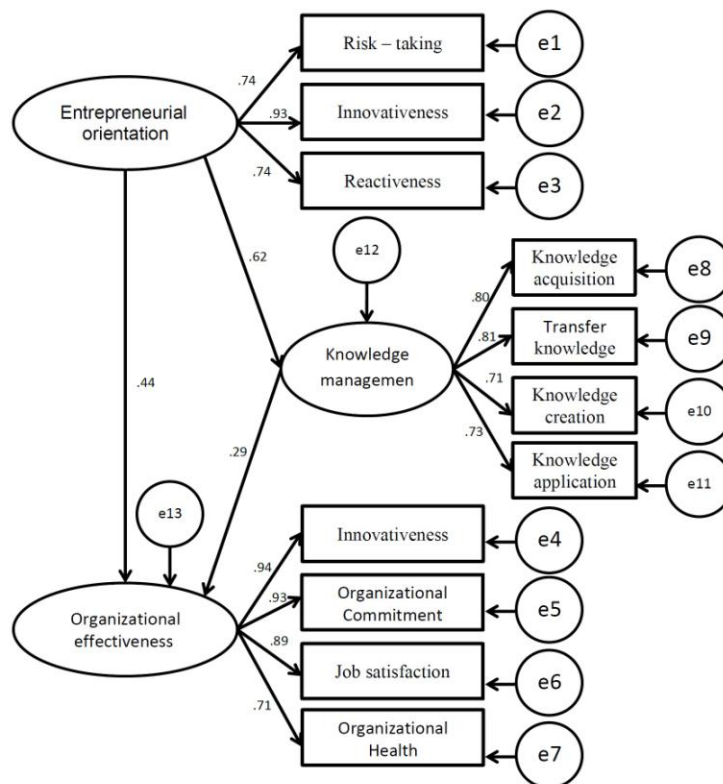 Risk – taking
e1
.74
Entrepreneurial
orientation
.93
Innovativeness
e2
.74
Reactiveness
e3
.62
e12
Knowledge
acquisition
e8
.80
Transfer
knowledge
e9
.81
Knowledge
managemen
.71
Knowledge
creation
e10
.73
Knowledge
application
e11
.44
.29
e13
Innovativeness
e4
.94
Organizational
Commitment
e5
.93
Organizational
effectiveness
.89
Job satisfaction
e6
.71
Organizational
Health
e7